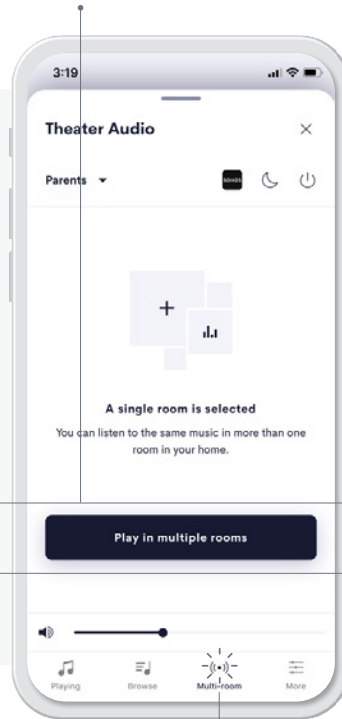 3:19
Theater Audio
Parents
SONOS
A single room is selected
You can listen to the same music in more than one
room in your home.
Play in multiple rooms
Playing
Browse
Multi-room
More